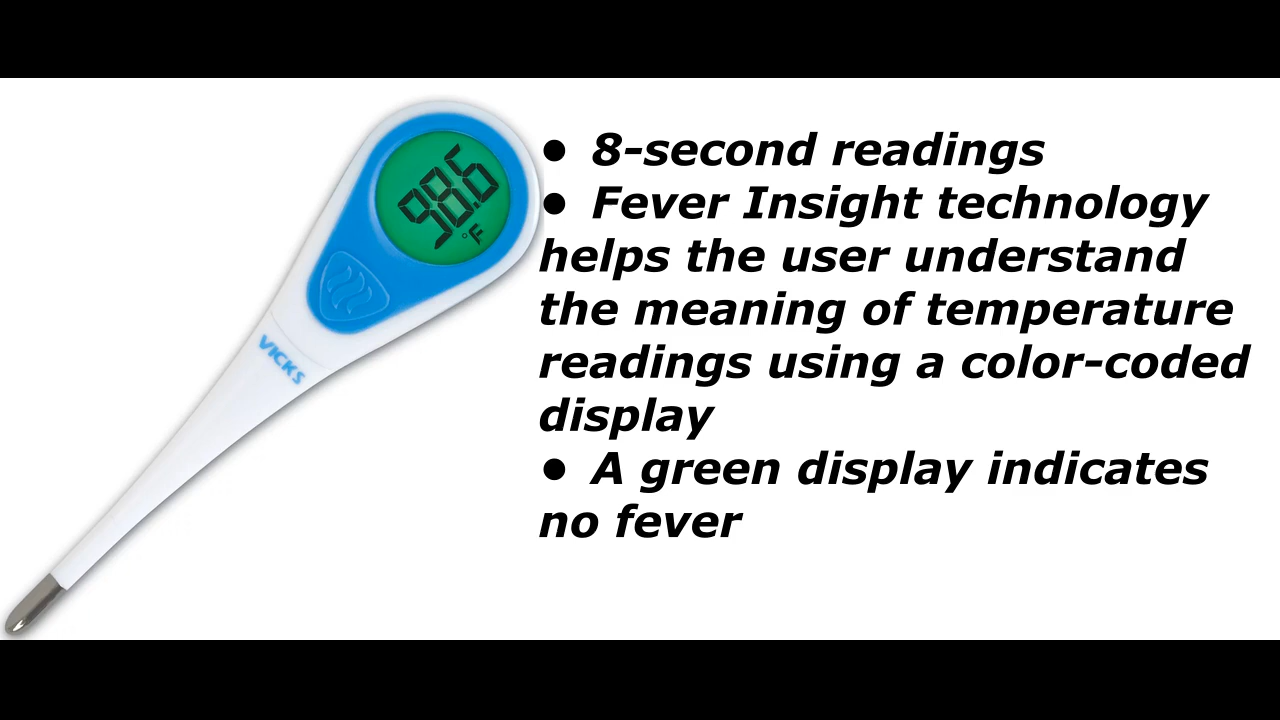 98.6
°F
VICKS
● 8-second readings
● Fever Insight technology
helps the user understand
the meaning of temperature
readings using a color-coded
display
● A green display indicates
no fever